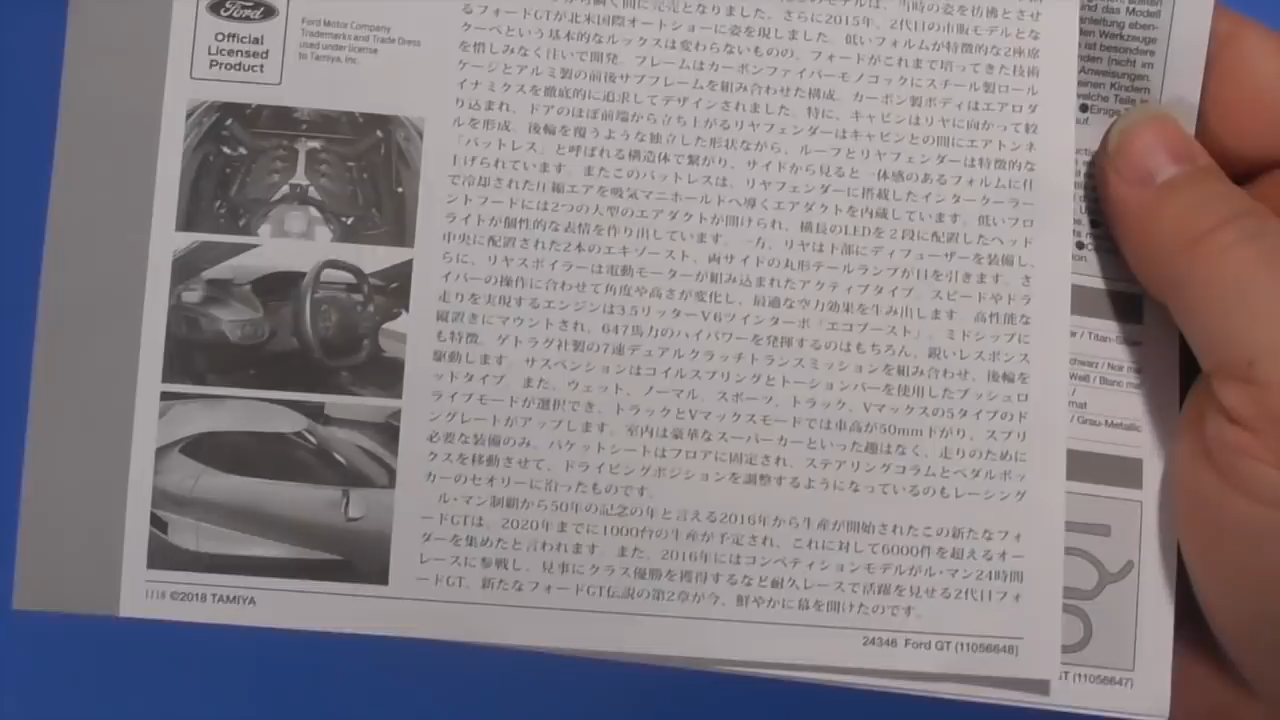 Ford
Official
Licensed
Product
Ford Motor Company
Trademarks and Trade Dress
used under license
to Tamiya, Inc.
間に完売となりました。さらに2015年、2代目の市販モデルとな
るフォードGTが北米国際オートショーに姿を現しました。低いフォルムが特徴的な2座席
クーペという基本的なルックスは変わらないものの、フォードがこれまで培ってきた技術
を惜しみなく注いで開発。フレームはカーボンファイバーモノコックにスチール製ロール
ケージとアルミ製の前後サブフレームを組み合わせた構成。カーボン製ボディはエアロダ
イナミクスを徹底的に追求してデザインされました。特に、キャビンはリヤに向かって絞
り込まれ、ドアのほぼ前端から立ち上がるリヤフェンダーはキャビンとの間にエアトンネ
ルを形成。後輪を覆うような独立した形状ながら、ルーフとリヤフェンダーは特徴的な
「バットレス」と呼ばれる構造体で繋がり、サイドから見ると一体感のあるフォルムに仕
上げられています。またこのバットレスは、リヤフェンダーに搭載したインタークーラー
で冷却された圧縮エアを吸気マニホールドへ導くエアダクトを内蔵しています。低いフロ
ントフードには2つの大型のエアダクトが開けられ、横長のLEDを2段に配置したヘッド
ライトが個性的な表情を作り出しています。一方、リヤは下部にディフューザーを装備し、
中央に配置された2本のエキゾースト、両サイドの丸形テールランプが目を引きます。さ
らに、リヤスポイラーは電動モーターが組み込まれたアクティブタイプ。スピードやドラ
イバーの操作に合わせて角度や高さが変化し、最適な空力効果を生み出します。高性能な
走りを実現するエンジンは3.5リッターV6ツインターボ「エコブースト」。ミドシップに
縦置きにマウントされ、647馬力のハイパワーを発揮するのはもちろん、鋭いレスポンス
も特徴。ゲトラグ社製の7速デュアルクラッチトランスミッションを組み合わせ、後輪を
駆動します。サスペンションはコイルスプリングとトーションバーを使用したプッシュロ
ッドタイプ。また、ウェット、ノーマル、スポーツ、トラック、Vマックスの5タイプのド
ライブモードが選択でき、トラックとVマックスモードでは車高が50mm下がり、スプリ
ングレートがアップします。室内は豪華なスーパーカーといった趣はなく、走りのために
必要な装備のみ。バケットシートはフロアに固定され、ステアリングコラムとペダルボッ
クスを移動させて、ドライビングポジションを調整するようになっているのもレーシング
カーのセオリーに沿ったものです。
ル・マン制覇から50年の記念の年と言える2016年から生産が開始されたこの新たなフォ
ードGTは、2020年までに1000台の生産が予定され、これに対して6000件を超えるオー
ダーを集めたと言われます。また、2016年にはコンペティションモデルがル・マン24時間
レースに参戦し、見事にクラス優勝を獲得するなど耐久レースで活躍を見せる2代目フォ
ードGT。新たなフォードGT伝説の第2章が今、鮮やかに幕を開けたのです。
1118 ©2018 TAMIYA
24346 Ford GT (11056648)
und das Modell
anleitung eben-
den Werkzeuge
ist besondere
nden (nicht im
Anweisungen.
einen Kindern
welche Teile
/ Noir
Weiß / Blanc
mat
/ Grau-Metallic
GT (11056647)